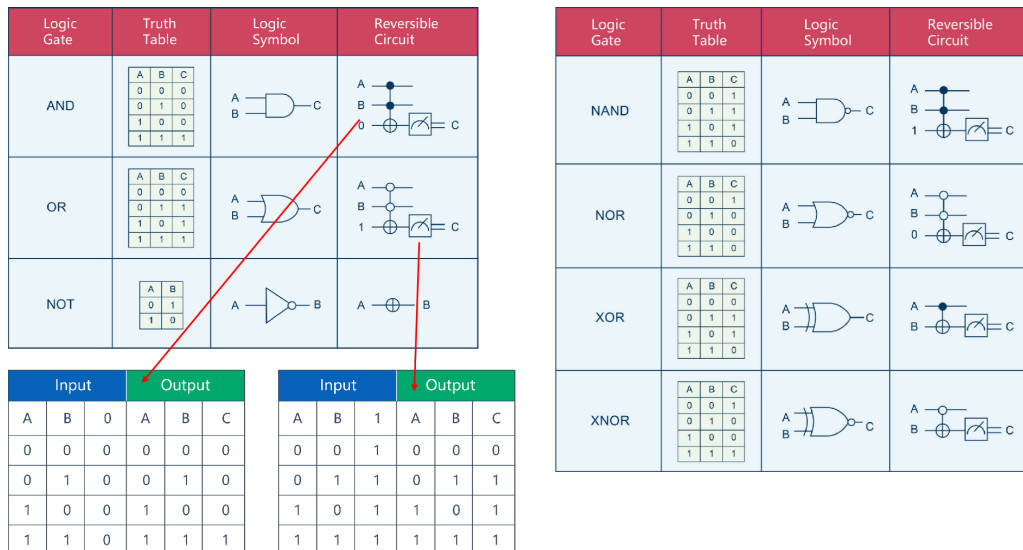 Logic Gate Truth Table Logic Symbol Reversible Circuit
AND
A B C
0 0 0
0 1 0
1 0 0
1 1 1
A
B
C
A
B
0
C
OR
A B C
0 0 0
0 1 1
1 0 1
1 1 1
A
B
C
A
B
1
C
NOT
A B
0 1
1 0
A B
A B
Input Output
A B 0 A B C
0 0 0 0 0 0
0 1 0 0 1 0
1 0 0 1 0 0
1 1 0 1 1 1
Input Output
A B 1 A B C
0 0 1 0 0 0
0 1 1 0 1 1
1 0 1 1 0 1
1 1 1 1 1 1
Logic Gate Truth Table Logic Symbol Reversible Circuit
NAND
A B C
0 0 1
0 1 1
1 0 1
1 1 0
A
B
C
A
B
1
C
NOR
A B C
0 0 1
0 1 0
1 0 0
1 1 0
A
B
C
A
B
0
C
XOR
A B C
0 0 0
0 1 1
1 0 1
1 1 0
A
B
C
A
B
C
XNOR
A B C
0 0 1
0 1 0
1 0 0
1 1 1
A
B
C
A
B
C